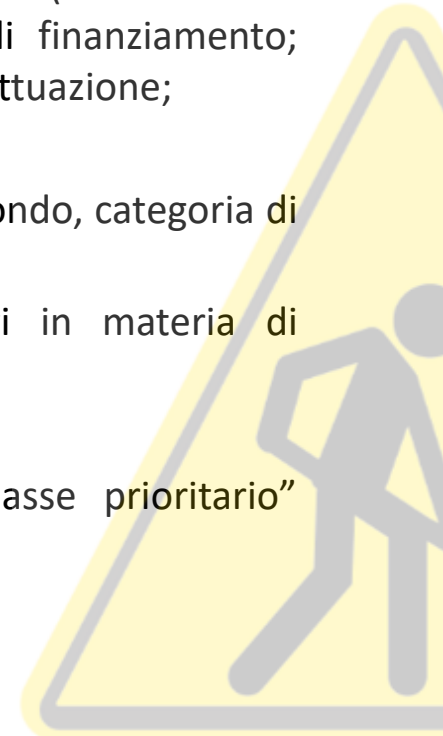 di finanziamento;
ttuazione;
ondo, categoria di
i in materia di
asse prioritario”